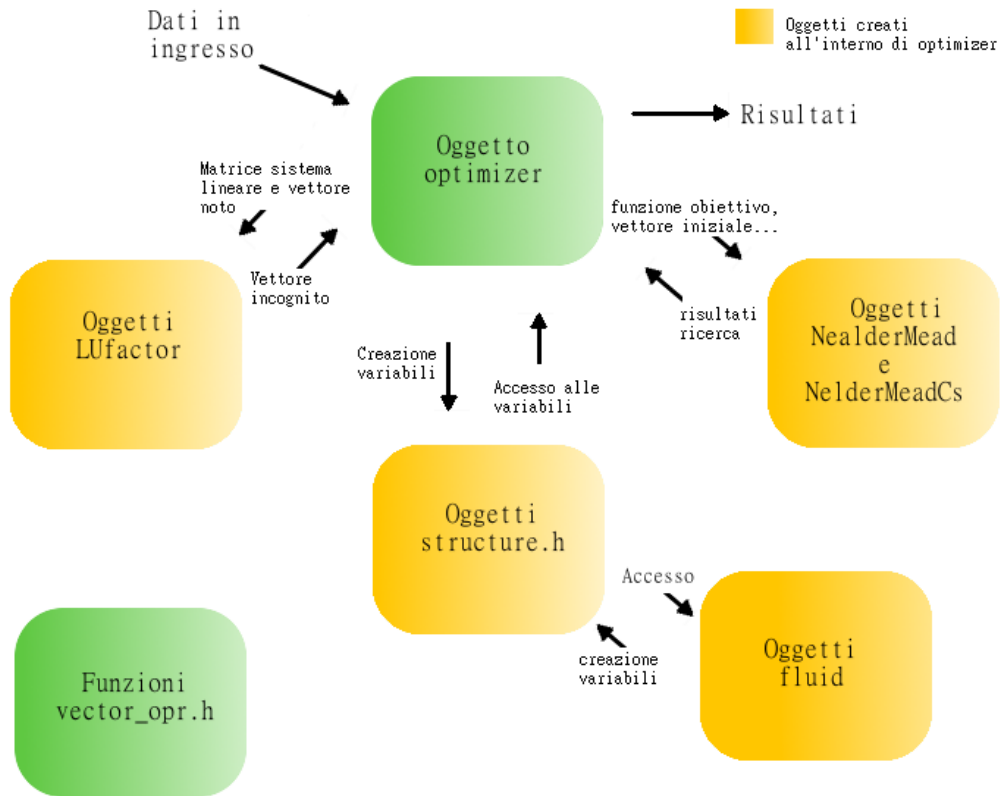 Dati in
ingresso
Oggetti creati
all'interno di optimizer
Oggetto
optimizer
Risultati
Matrice sistema
lineare e vettore
noto
funzione obiettivo,
vettore iniziale...
Vettore
incognito
Oggetti
LUfactor
risultati
ricerca
Oggetti
NealderMead
e
NelderMeadCs
Creazione
variabili
Accesso alle
variabili
Oggetti
structure.h
Accesso
creazione
variabili
Oggetti
fluid
Funzioni
vector_opr.h